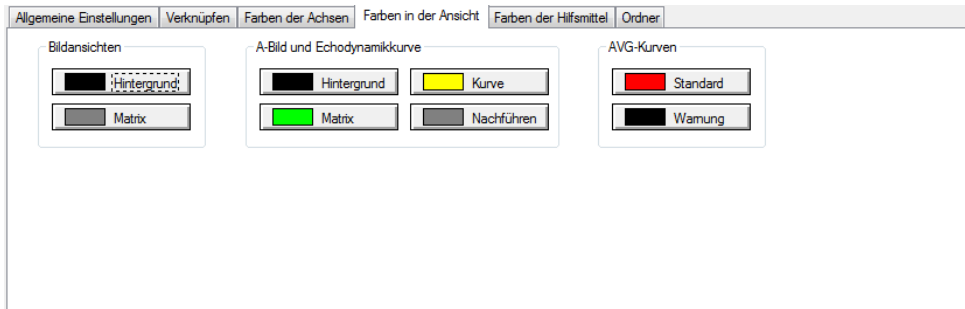 Allgemeine Einstellungen Verknüpfen Farben der Achsen Farben in der Ansicht Farben der Hilfsmittel Ordner
Bildansichten A-Bild und Echodynamikkurve AVG-Kurven
Hintergrund Hintergrund Kurve Standard
Matrix Matrix Nachführen Warnung